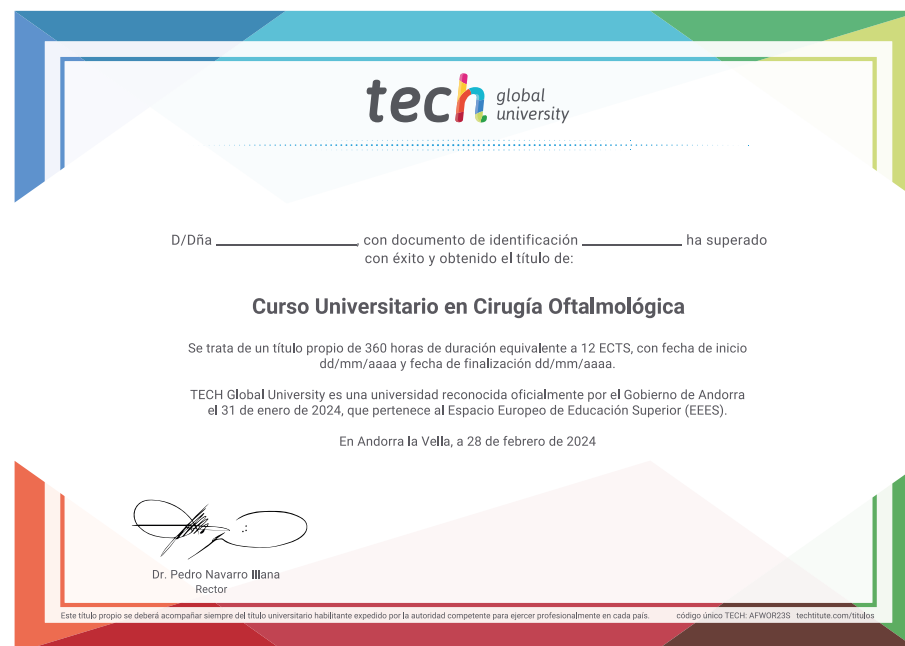 tech global university
D/Dña , con documento de identificación ha superado
con éxito y obtenido el título de:
Curso Universitario en Cirugía Oftalmológica
Se trata de un título propio de 360 horas de duración equivalente a 12 ECTS, con fecha de inicio
dd/mm/aaaa y fecha de finalización dd/mm/aaaa.
TECH Global University es una universidad reconocida oficialmente por el Gobierno de Andorra
el 31 de enero de 2024, que pertenece al Espacio Europeo de Educación Superior (EEES).
En Andorra la Vella, a 28 de febrero de 2024
Dr. Pedro Navarro Illana
Rector
Este título propio se deberá acompañar siempre del título universitario habilitante expedido por la autoridad competente para ejercer profesionalmente en cada país. código único TECH: AFWOR23S techtitute.com/titulos